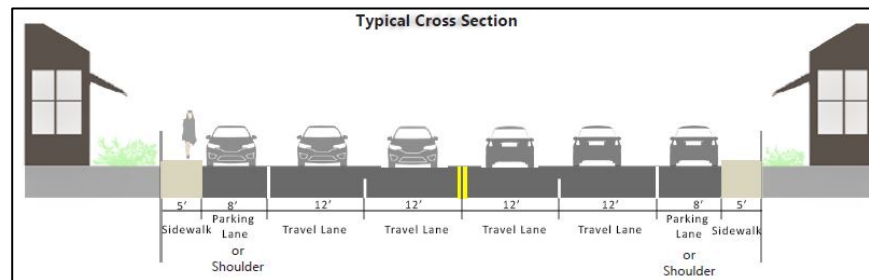 Typical Cross Section
5' 8' 12' 12' 12' 12' 8' 5'
Sidewalk Parking Lane or Shoulder Travel Lane Travel Lane Travel Lane Travel Lane Parking Lane or Shoulder Sidewalk